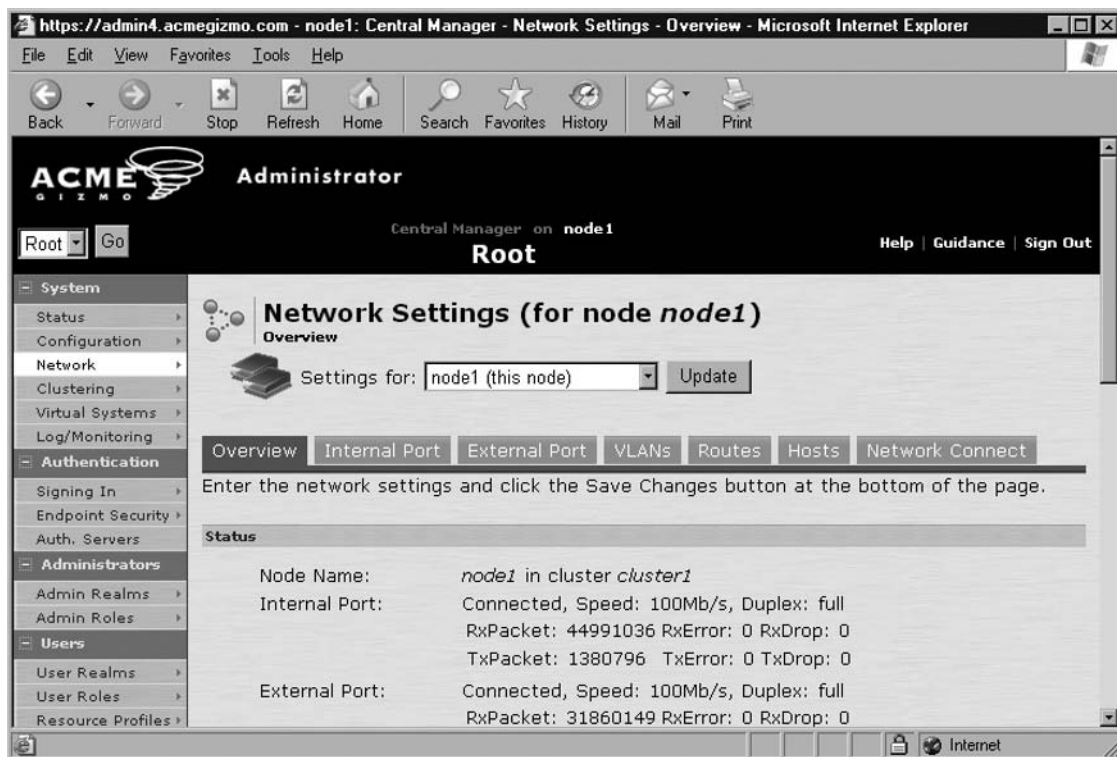 https://admin4.acmegizmo.com - node1: Central Manager - Network Settings - Overview - Microsoft Internet Explorer
File Edit View Favorites Tools Help
Back Forward Stop Refresh Home Search Favorites History Mail Print
ACME GIZMO Administrator
Central Manager on node1
Root Go Root Help | Guidance | Sign Out
System
Status
Configuration
Network
Clustering
Virtual Systems
Log/Monitoring
Authentication
Signing In
Endpoint Security
Auth. Servers
Administrators
Admin Realms
Admin Roles
Users
User Realms
User Roles
Resource Profiles
Network Settings (for node node1)
Overview
Settings for: node1 (this node) Update
Overview Internal Port External Port VLANs Routes Hosts Network Connect
Enter the network settings and click the Save Changes button at the bottom of the page.
Status
Node Name: node1 in cluster cluster1
Internal Port: Connected, Speed: 100Mb/s, Duplex: full
RxPacket: 44991036 RxError: 0 RxDrop: 0
TxPacket: 1380796 TxError: 0 TxDrop: 0
External Port: Connected, Speed: 100Mb/s, Duplex: full
RxPacket: 31860149 RxError: 0 RxDrop: 0
Internet